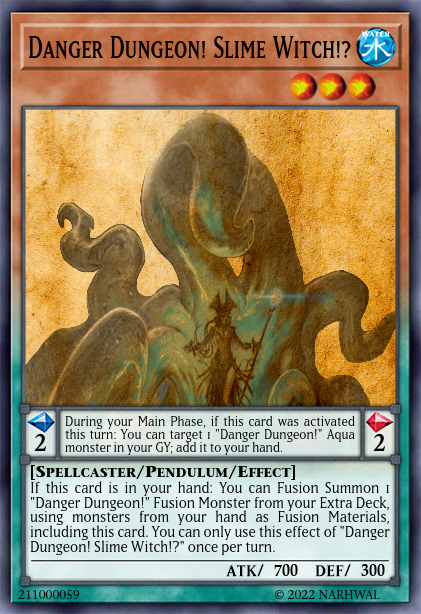 Danger Dungeon! Slime Witch!?
WATER
水
During your Main Phase, if this card was activated
this turn: You can target 1 "Danger Dungeon!" Aqua
monster in your GY; add it to your hand.
2
2
[Spellcaster/Pendulum/Effect]
If this card is in your hand: You can Fusion Summon 1
"Danger Dungeon!" Fusion Monster from your Extra Deck,
using monsters from your hand as Fusion Materials,
including this card. You can only use this effect of "Danger
Dungeon! Slime Witch!?" once per turn.
ATK/ 700 DEF/ 300
211000059
© 2022 NARHWAL